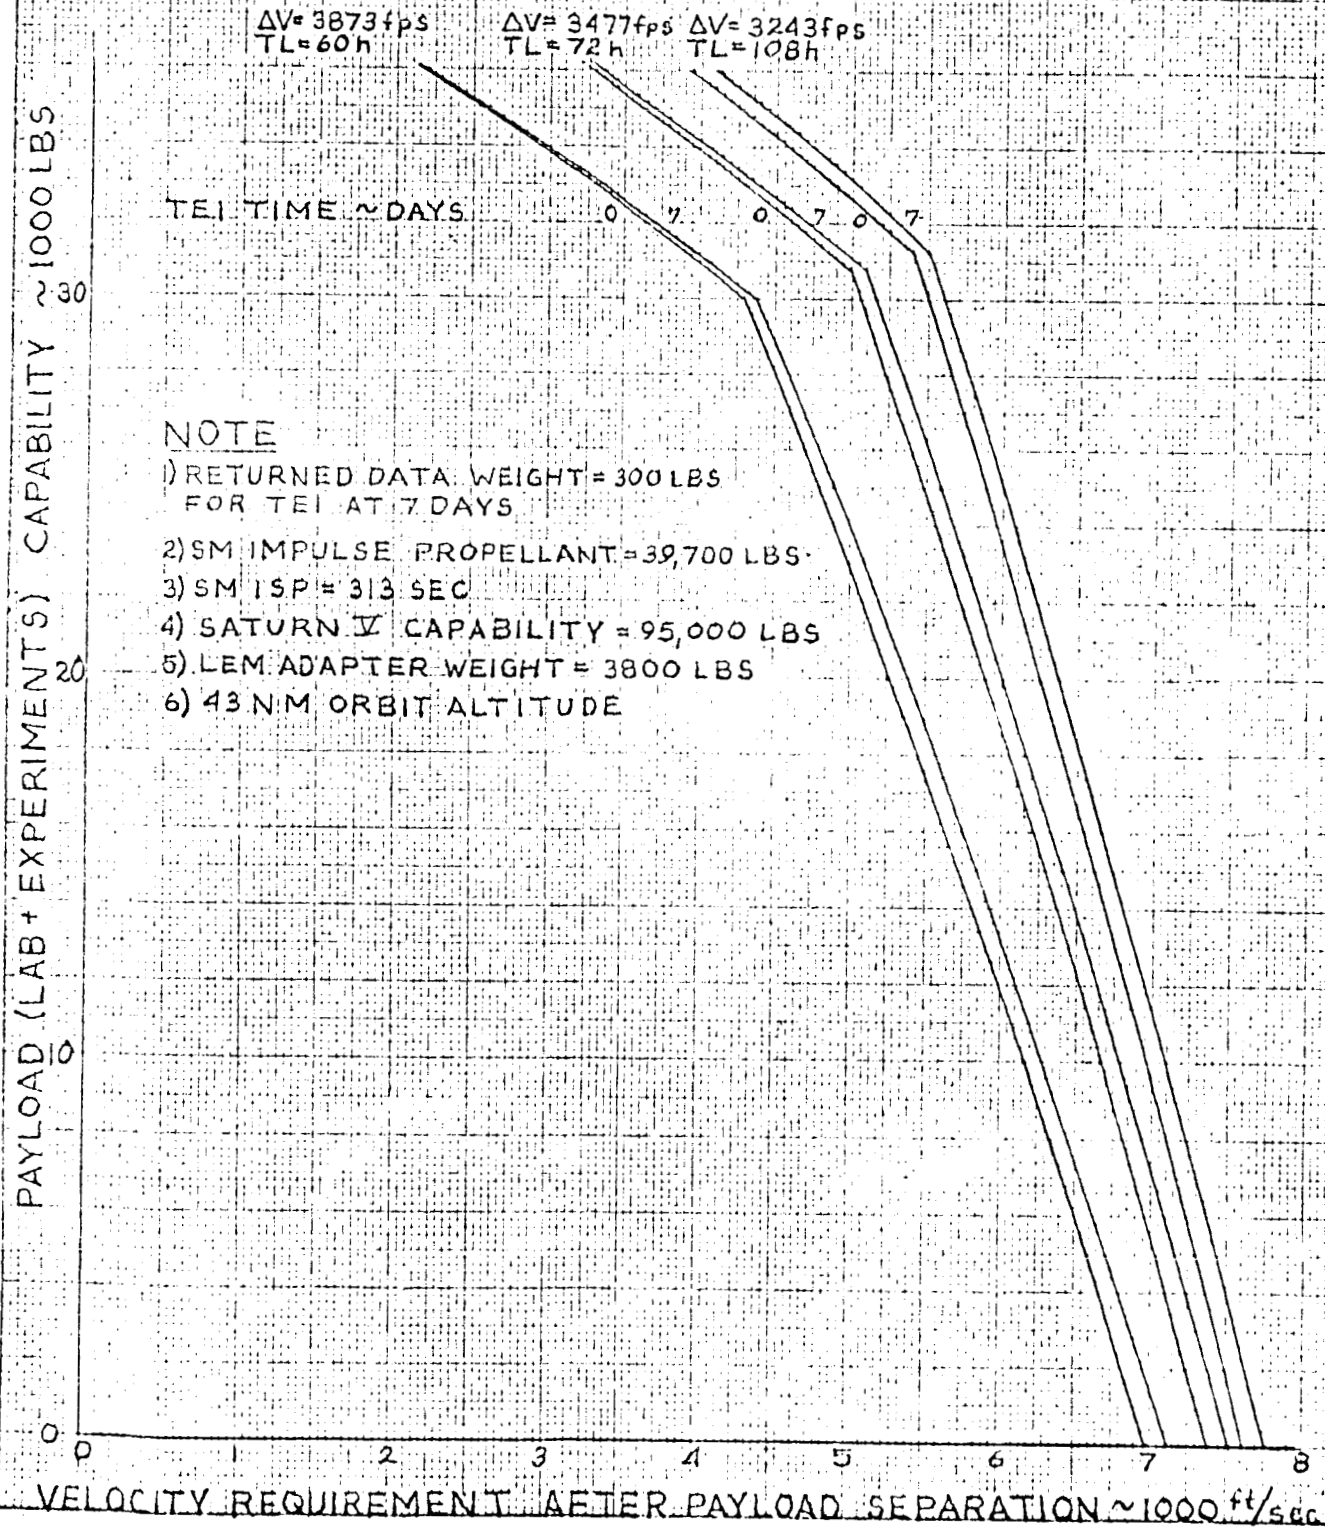 ΔV= 3873fps ΔV= 3477fps ΔV= 3243fps
TL=60h TL=72h TL=108h
TEI TIME ~DAYS 0 7 0 7 0 7
PAYLOAD (LAB+EXPERIMENTS) CAPABILITY ~1000 LBS
30
NOTE
1) RETURNED DATA WEIGHT = 300 LBS
FOR TEI AT 7 DAYS
2) SM IMPULSE PROPELLANT = 39,700 LBS.
3) SM ISP = 313 SEC
4) SATURN V CAPABILITY = 95,000 LBS
5) LEM ADAPTER WEIGHT = 3800 LBS
20
6) 43 NM ORBIT ALTITUDE
10
0
0 1 2 3 4 5 6 7 8
VELOCITY REQUIREMENT AFTER PAYLOAD SEPARATION ~1000 ft/sec